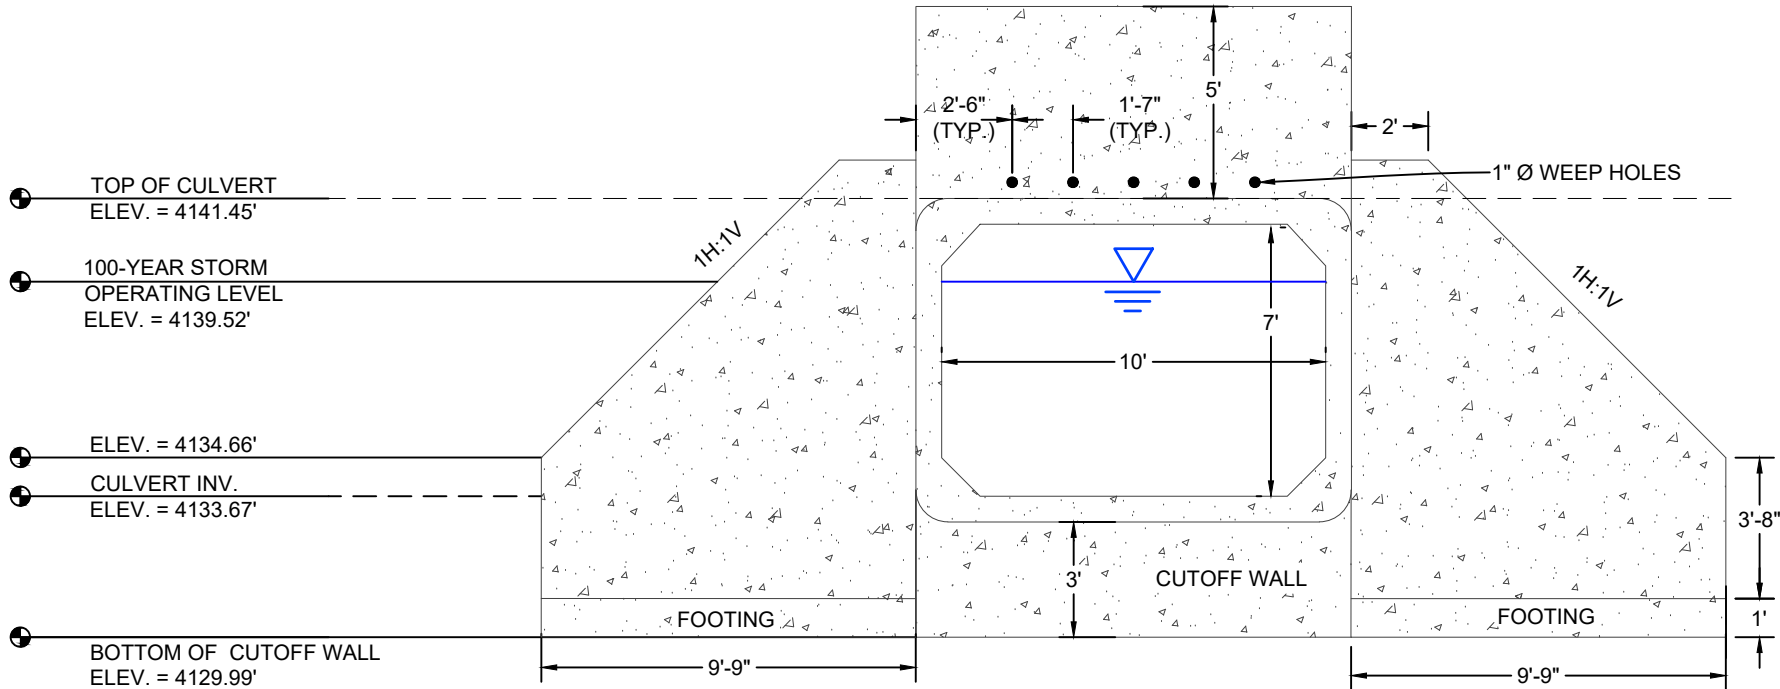 5'
2'-6"
(TYP.)
1'-7"
(TYP.)
2'
1" Ø WEEP HOLES
TOP OF CULVERT
ELEV. = 4141.45'
1H:1V
100-YEAR STORM
OPERATING LEVEL
ELEV. = 4139.52'
1H:1V
7'
10'
ELEV. = 4134.66'
CULVERT INV.
ELEV. = 4133.67'
3'-8"
3'
CUTOFF WALL
FOOTING
FOOTING
1'
BOTTOM OF CUTOFF WALL
ELEV. = 4129.99'
9'-9"
9'-9"